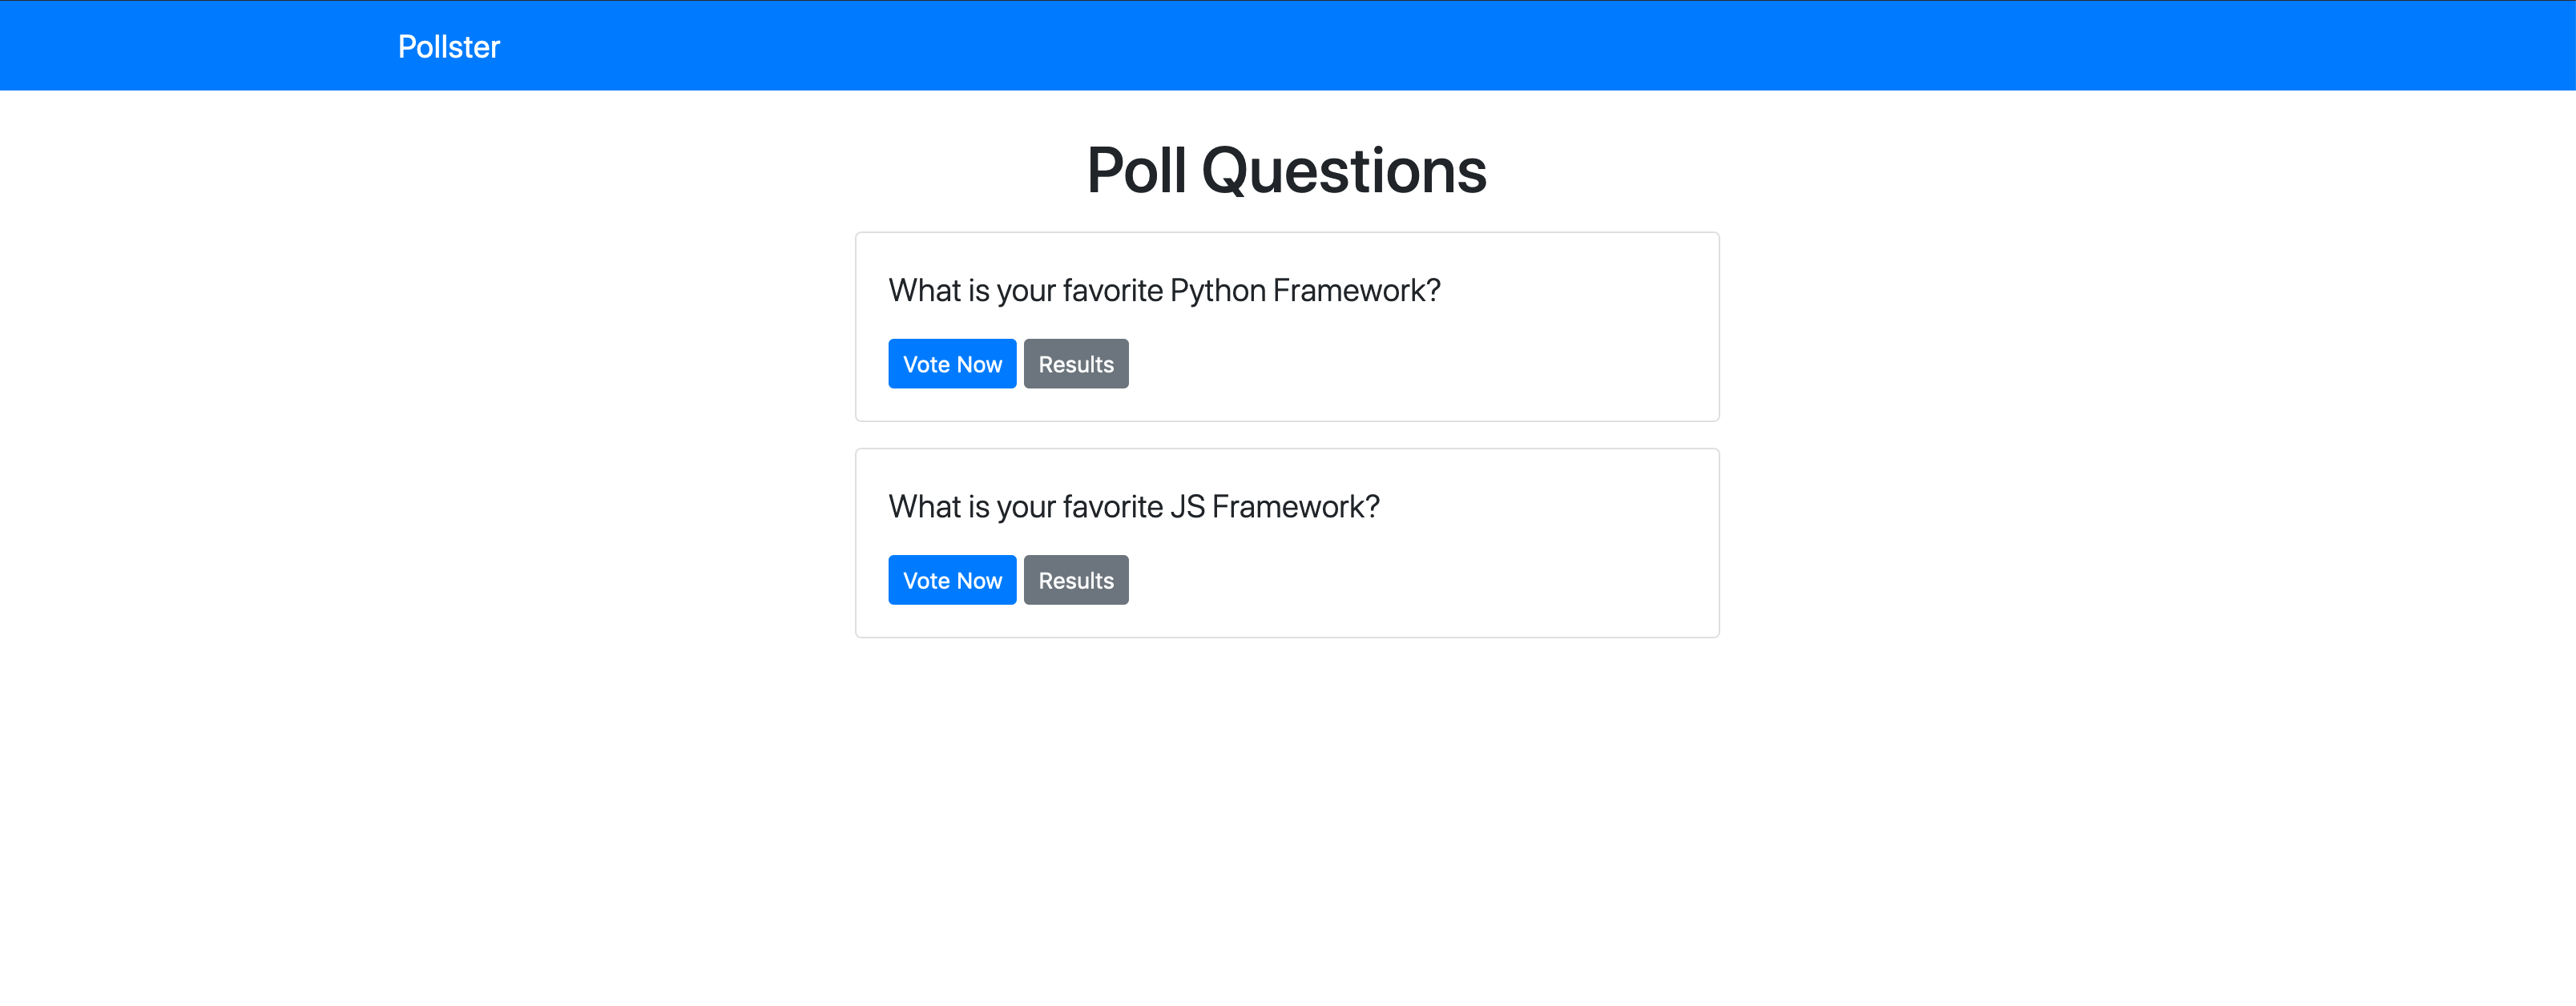 Pollster
Poll Questions
What is your favorite Python Framework?
Vote Now Results
What is your favorite JS Framework?
Vote Now Results